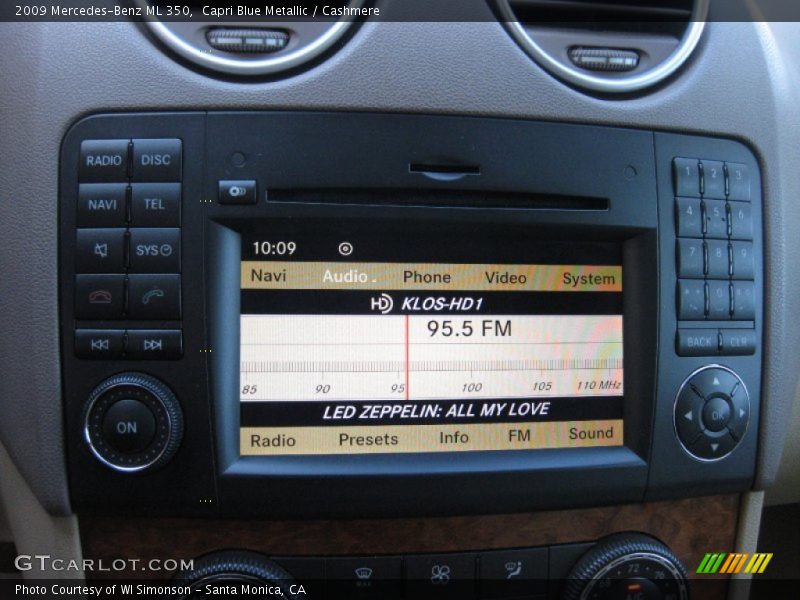 2009 Mercedes-Benz ML 350,  Capri Blue Metallic / Cashmere
RADIO DISC
NAVI TEL
SYS
ON
10:09
Navi Audio Phone Video System
HD KLOS-HD1
95.5 FM
85 90 95 100 105 110 MHz
LED ZEPPELIN: ALL MY LOVE
Radio Presets Info FM Sound
1 2 3
4 5 6
7 8 9
* 0 #
BACK CLR
OK
72 76
GTCARLOT.COM
Photo Courtesy of WI Simonson - Santa Monica, CA